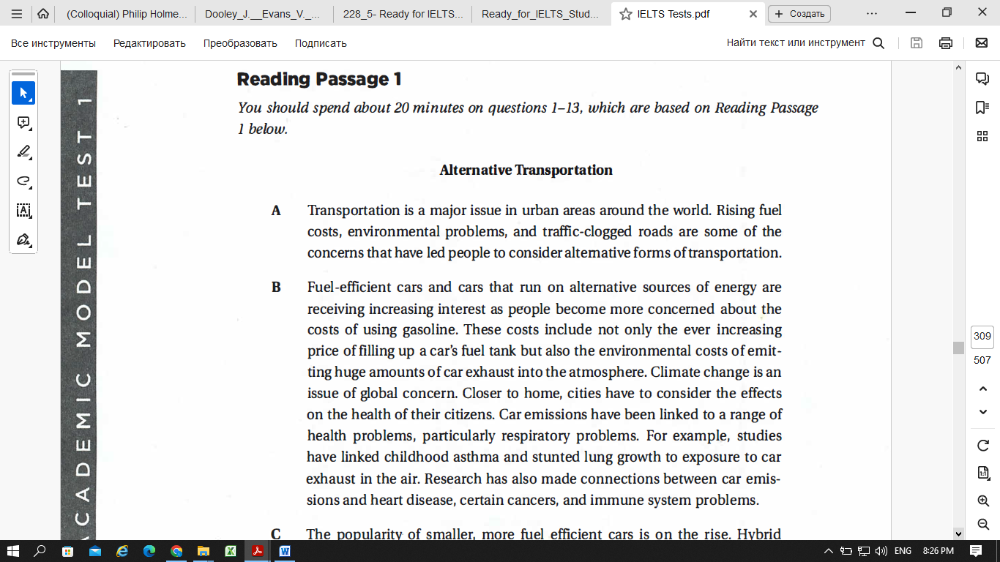 (Colloquial) Philip Holme...
Dooley_J.__Evans_V._...
228_5- Ready for IELTS...
Ready_for_IELTS_Stud...
IELTS Tests.pdf
Создать
Все инструменты
Редактировать
Преобразовать
Подписать
Найти текст или инструмент
ACADEMIC MODEL TEST 1
Reading Passage 1
You should spend about 20 minutes on questions 1–13, which are based on Reading Passage
1 below.
Alternative Transportation
A Transportation is a major issue in urban areas around the world. Rising fuel
costs, environmental problems, and traffic-clogged roads are some of the
concerns that have led people to consider alternative forms of transportation.
B Fuel-efficient cars and cars that run on alternative sources of energy are
receiving increasing interest as people become more concerned about the
costs of using gasoline. These costs include not only the ever increasing
price of filling up a car's fuel tank but also the environmental costs of emit-
ting huge amounts of car exhaust into the atmosphere. Climate change is an
issue of global concern. Closer to home, cities have to consider the effects
on the health of their citizens. Car emissions have been linked to a range of
health problems, particularly respiratory problems. For example, studies
have linked childhood asthma and stunted lung growth to exposure to car
exhaust in the air. Research has also made connections between car emis-
sions and heart disease, certain cancers, and immune system problems.
C The popularity of smaller, more fuel efficient cars is on the rise. Hybrid
309
507
1:1
ENG
8:26 PM